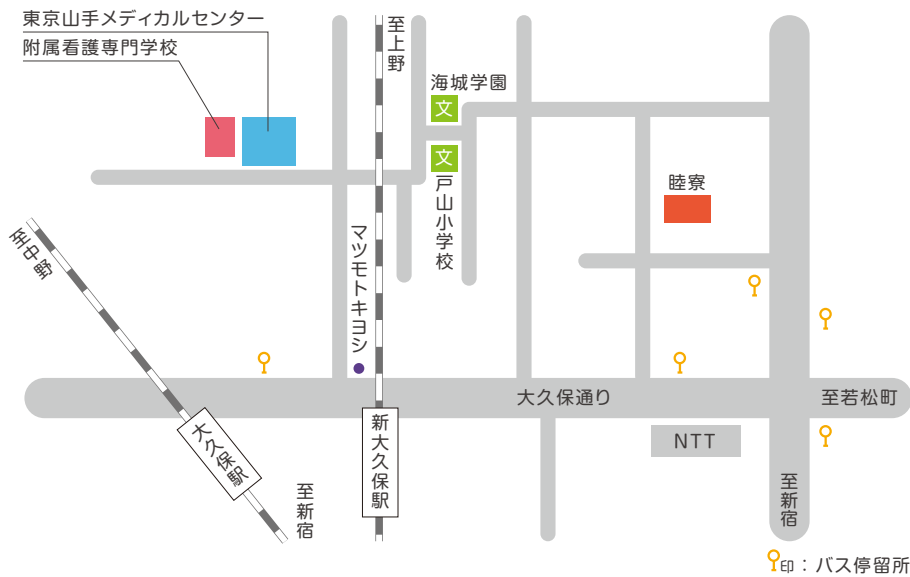 東京山手メディカルセンター
附属看護専門学校
至上野
海城学園
文
文
戸山小学校
睦寮
至中野
マツモトキヨシ
大久保通り
至若松町
大久保駅
新大久保駅
NTT
至新宿
至新宿
印：バス停留所